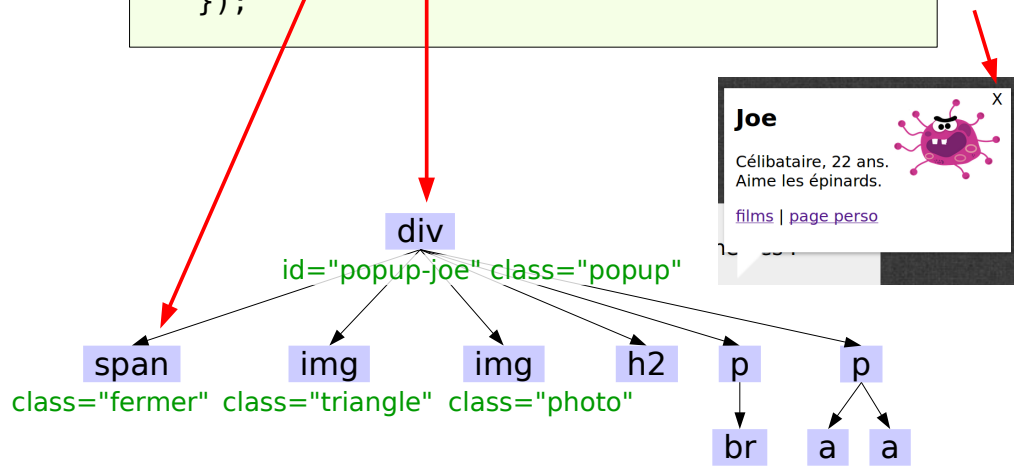 });
X
Joe
Célibataire, 22 ans.
Aime les épinards.
films | page perso
div
id="popup-joe" class="popup"
span img img h2 p p
class="fermer" class="triangle" class="photo"
br a a